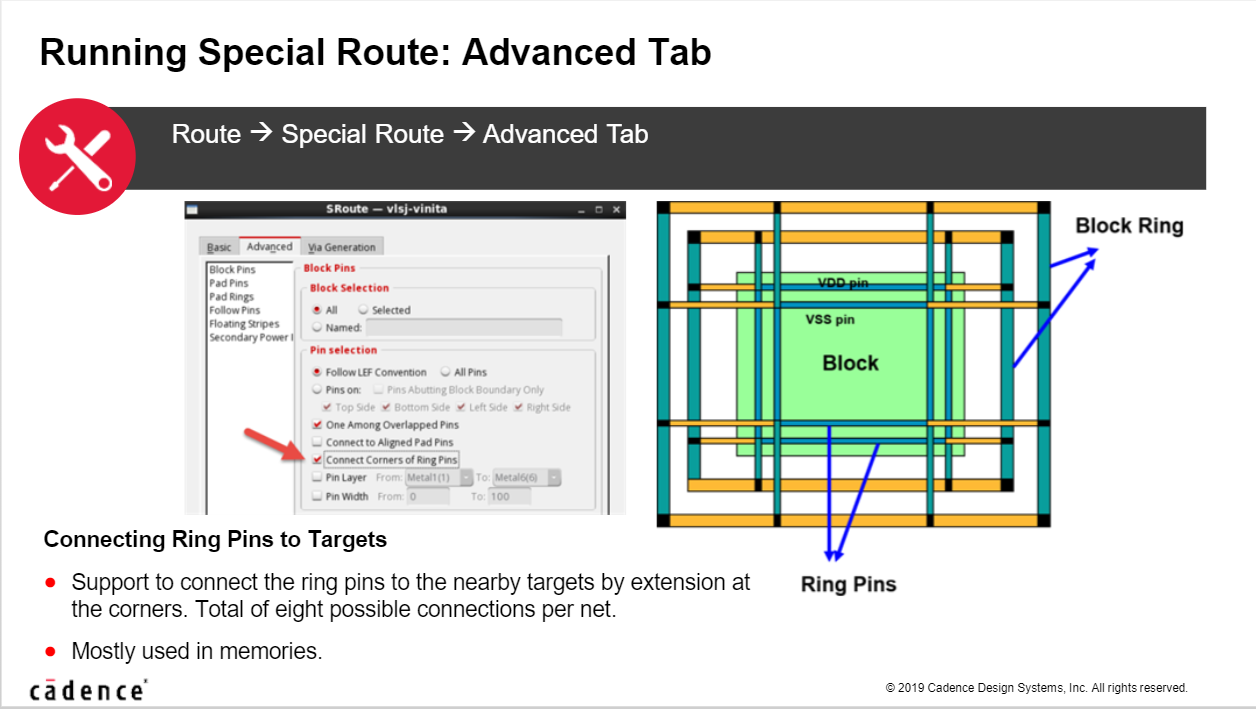 Running Special Route: Advanced Tab
Route → Special Route → Advanced Tab
SRoute — vlsj-vinita
Basic Advanced Via Generation
Block Pins
Pad Pins
Pad Rings
Follow Pins
Floating Stripes
Secondary Power
Block Pins
Block Selection
All Selected
Named:
Pin selection
Follow LEF Convention All Pins
Pins on: Pins Abutting Block Boundary Only
Top Side Bottom Side Left Side Right Side
One Among Overlapped Pins
Connect to Aligned Pad Pins
Connect Corners of Ring Pins
Pin Layer From: Metal1(1) To: Metal6(6)
Pin Width From: 0 To: 100
Block Ring
VDD pin
VSS pin
Block
Ring Pins
Connecting Ring Pins to Targets
Support to connect the ring pins to the nearby targets by extension at
the corners. Total of eight possible connections per net.
Mostly used in memories.
cādence
© 2019 Cadence Design Systems, Inc. All rights reserved.